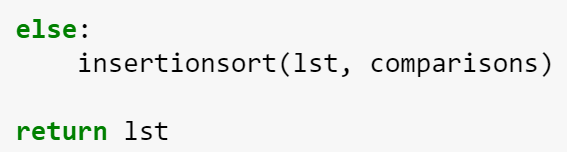 else:
    insertionsort(lst, comparisons)
return lst